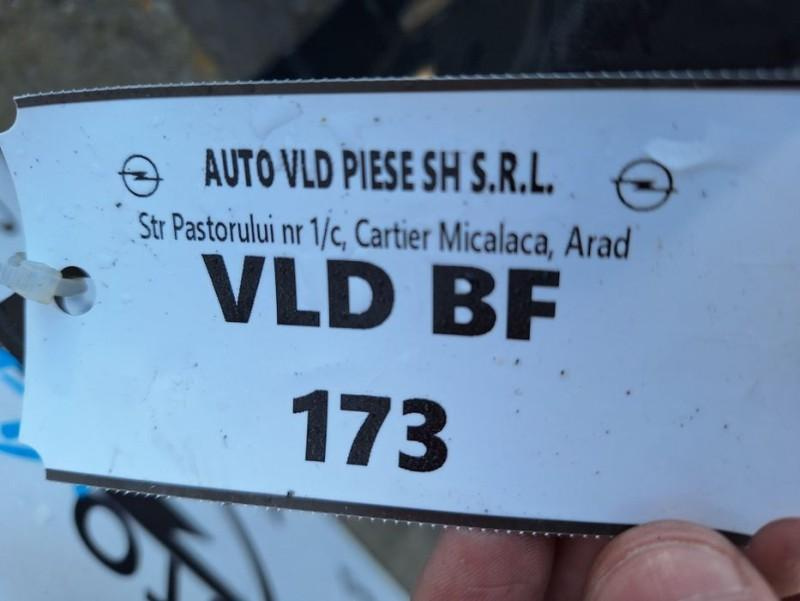 AUTO VLD PIESE SH S.R.L.
Str Pastorului nr 1/c, Cartier Micalaca, Arad
VLD BF
173